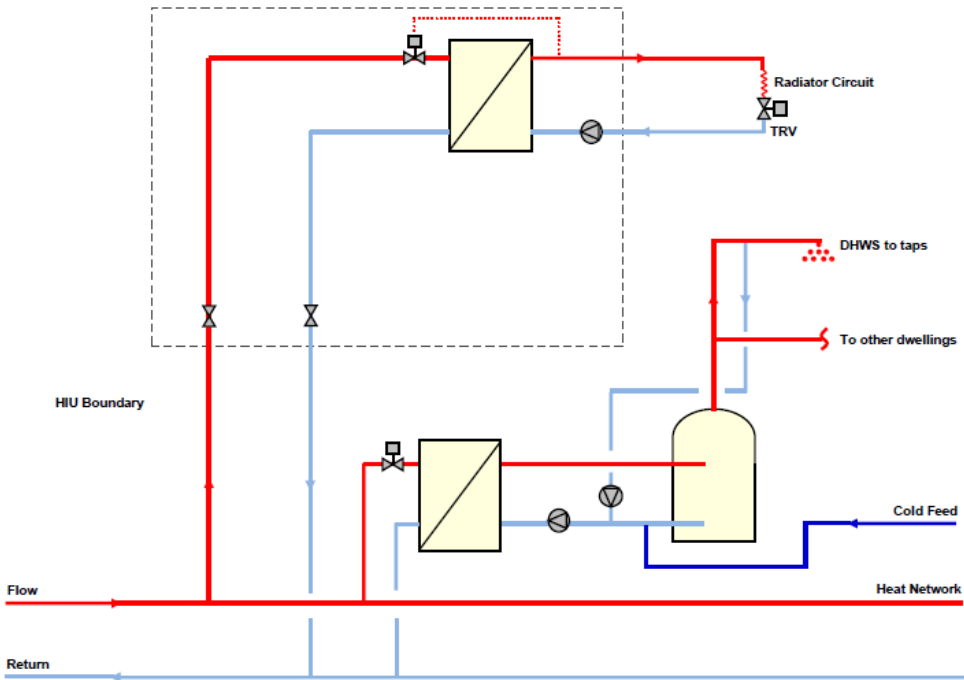 Radiator Circuit
TRV
DHWS to taps
To other dwellings
HIU Boundary
Cold Feed
Flow
Heat Network
Return